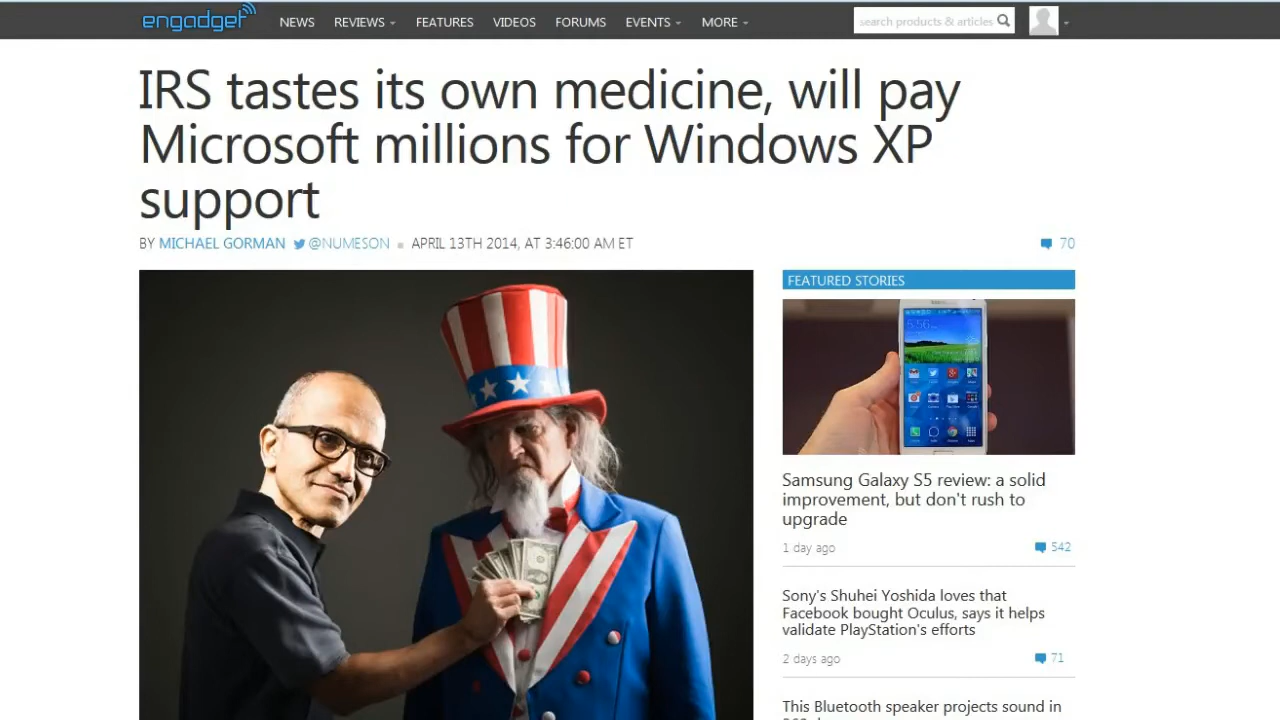 engadget NEWS REVIEWS FEATURES VIDEOS FORUMS EVENTS MORE search products & articles
IRS tastes its own medicine, will pay
Microsoft millions for Windows XP
support
BY MICHAEL GORMAN @NUMESON APRIL 13TH 2014, AT 3:46:00 AM ET 70
FEATURED STORIES
5:56
Samsung Galaxy S5 review: a solid
improvement, but don't rush to
upgrade
1 day ago 542
Sony's Shuhei Yoshida loves that
Facebook bought Oculus, says it helps
validate PlayStation's efforts
2 days ago 71
This Bluetooth speaker projects sound in